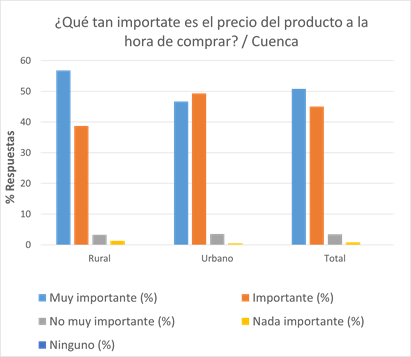 ¿Qué tan importate es el precio del producto a la
hora de comprar? / Cuenca
60
50
40
30
20
10
0
% Respuestas
Rural
Urbano
Total
Muy importante (%)
Importante (%)
No muy importante (%)
Nada importante (%)
Ninguno (%)